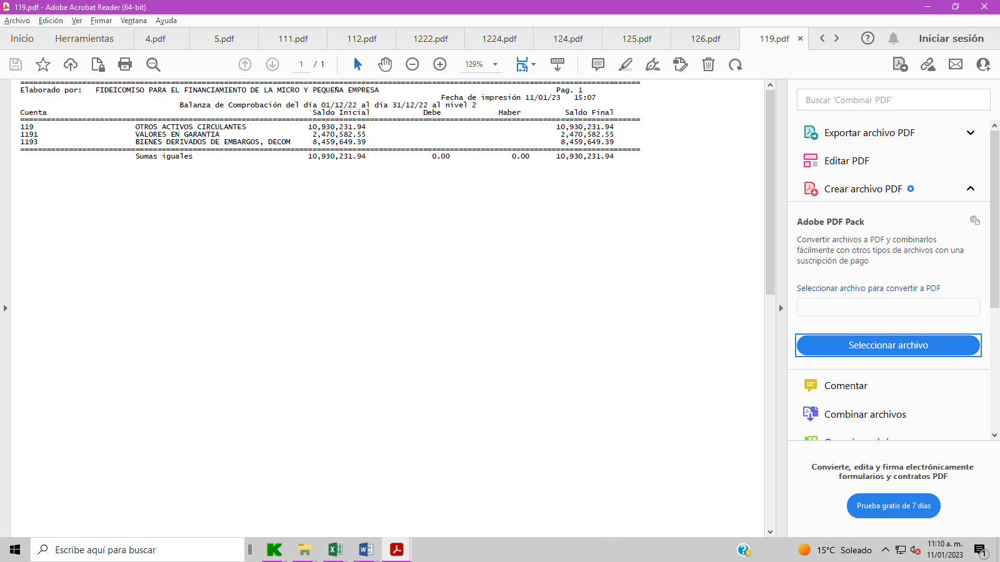 119.pdf - Adobe Acrobat Reader (64-bit)
Archivo Edición Ver Firmar Ventana Ayuda
Inicio Herramientas 4.pdf 5.pdf 111.pdf 112.pdf 1222.pdf 1224.pdf 124.pdf 125.pdf 126.pdf 119.pdf Iniciar sesión
1 / 1 129%
Elaborado por: FIDEICOMISO PARA EL FINANCIAMIENTO DE LA MICRO Y PEQUEÑA EMPRESA Pag. 1
Fecha de impresión 11/01/23 15:07
Balanza de Comprobación del día 01/12/22 al día 31/12/22 al nivel 2
Cuenta Saldo Inicial Debe Haber Saldo Final
119 OTROS ACTIVOS CIRCULANTES 10,930,231.94 10,930,231.94
1191 VALORES EN GARANTIA 2,470,582.55 2,470,582.55
1193 BIENES DERIVADOS DE EMBARGOS, DECOM 8,459,649.39 8,459,649.39
Sumas iguales 10,930,231.94 0.00 0.00 10,930,231.94
Buscar 'Combinar PDF'
Exportar archivo PDF
Editar PDF
Crear archivo PDF
Adobe PDF Pack
Convertir archivos a PDF y combinarlos
fácilmente con otros tipos de archivos con una
suscripción de pago
Seleccionar archivo para convertir a PDF
Seleccionar archivo
Comentar
Combinar archivos
Convierte, edita y firma electrónicamente
formularios y contratos PDF
Prueba gratis de 7 días
Escribe aquí para buscar
15°C Soleado
11:10 a. m.
11/01/2023
1